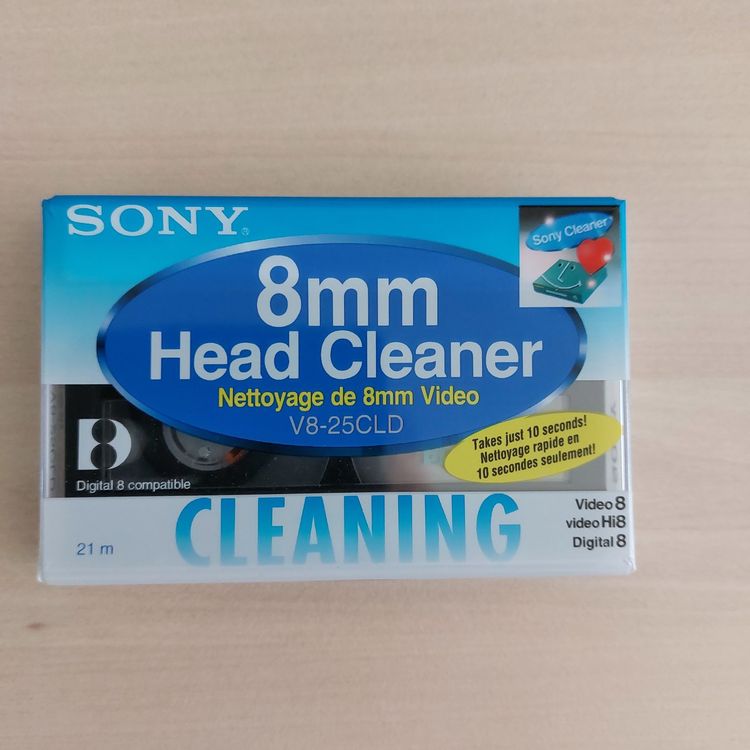 SONY®
Sony Cleaner
8mm
Head Cleaner
Nettoyage de 8mm Video
V8-25CLD
Takes just 10 seconds!
Nettoyage rapide en
10 secondes seulement!
8
Digital 8 compatible
CLEANING
21 m
Video 8
video Hi8
Digital 8